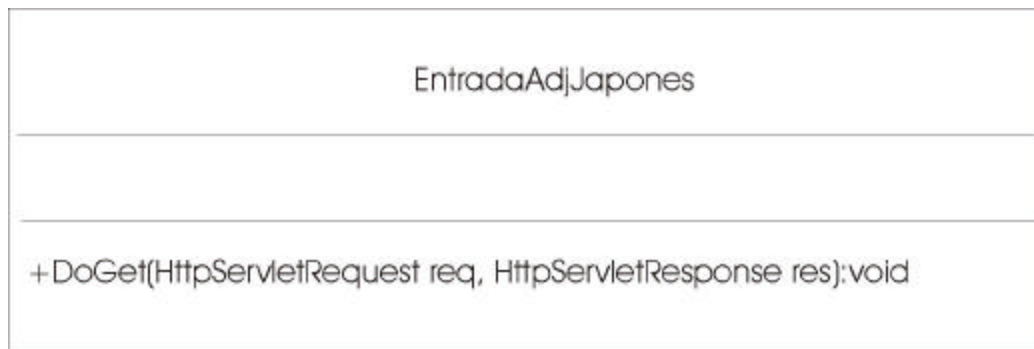 EntradaAdjJapones
+DoGet(HttpServletRequest req, HttpServletResponse res):void